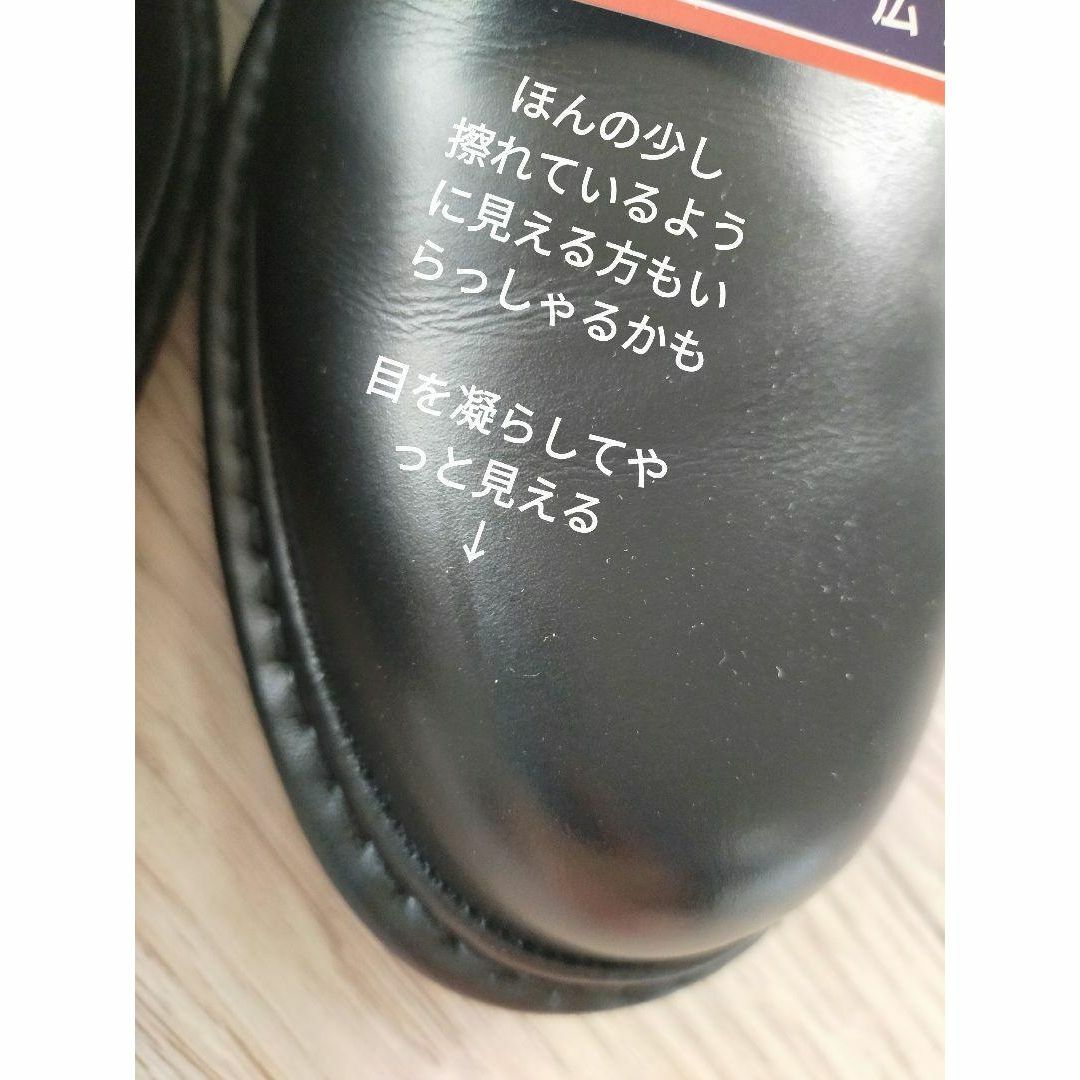 広
ほんの少し
擦れているよう
に見える方もい
らっしゃるかも
目を凝らしてや
っと見える
↓